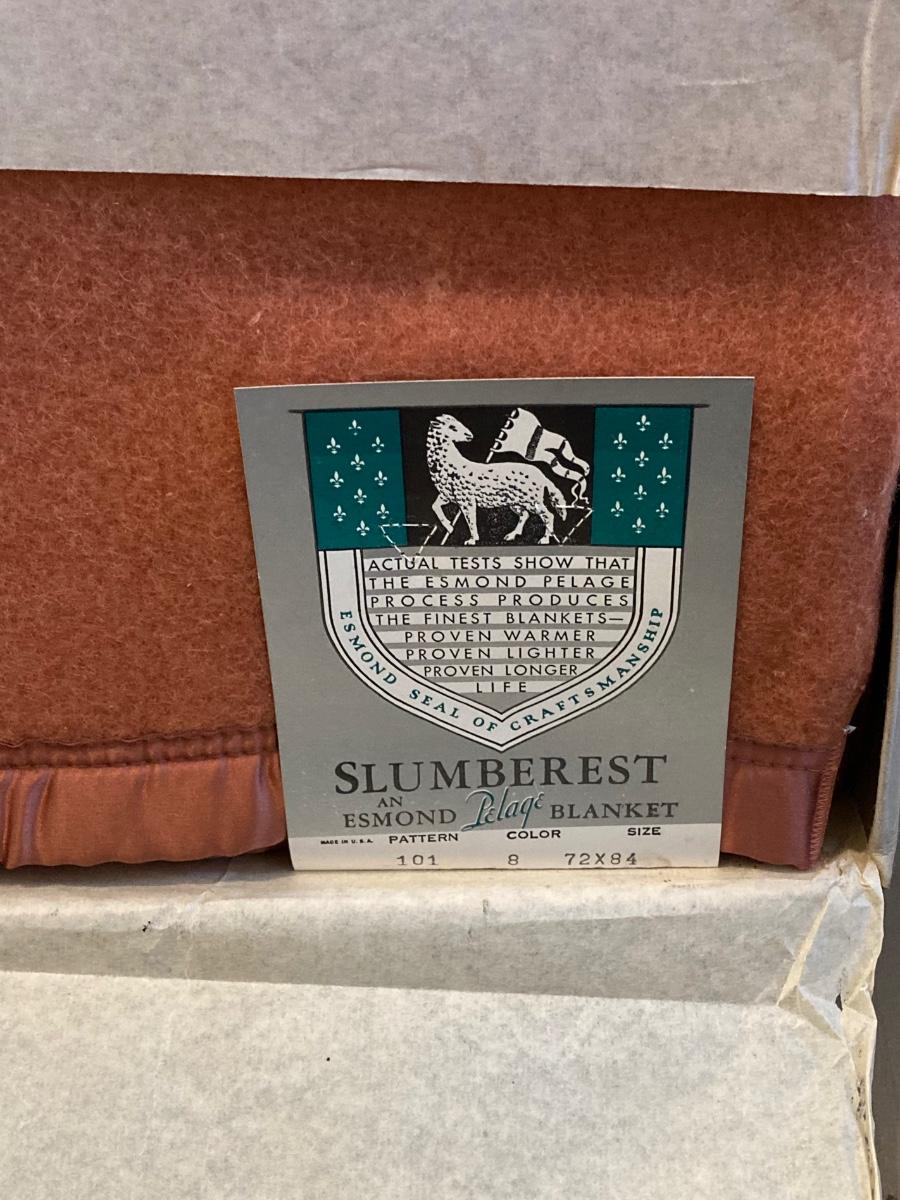 ACTUAL TESTS SHOW THAT
THE ESMOND PELAGE
PROCESS PRODUCES
THE FINEST BLANKETS—
PROVEN WARMER
PROVEN LIGHTER
PROVEN LONGER
LIFE
ESMOND SEAL OF CRAFTSMANSHIP
SLUMBEREST
AN
ESMOND Pelage BLANKET
MADE IN U.S.A. PATTERN COLOR SIZE
101 8 72X84